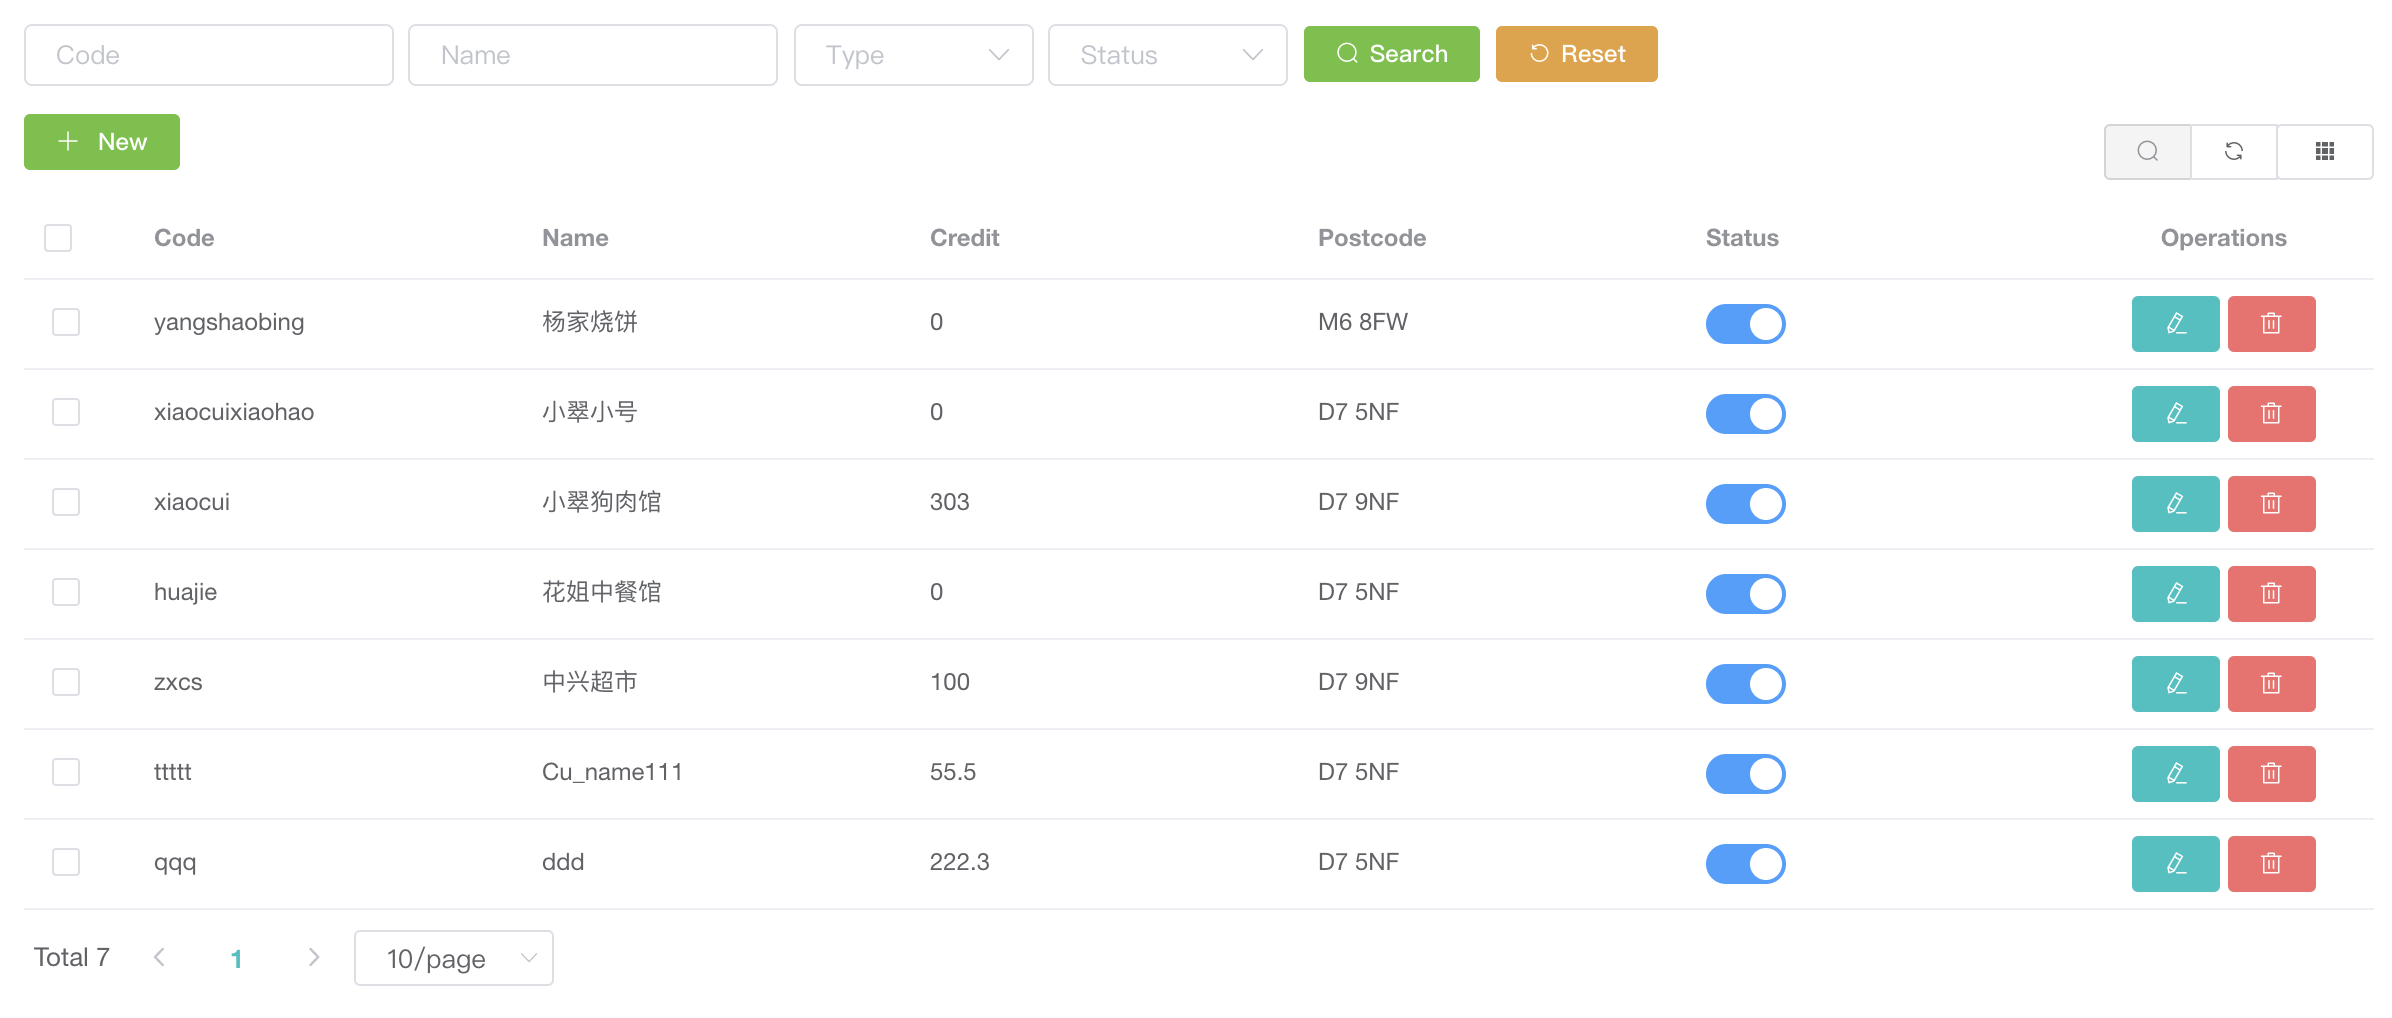 Code Name Type Status Search Reset
New
Code Name Credit Postcode Status Operations
yangshaobing 杨家烧饼 0 M6 8FW
xiaocuixiaohao 小翠小号 0 D7 5NF
xiaocui 小翠狗肉馆 303 D7 9NF
huajie 花姐中餐馆 0 D7 5NF
zxcs 中兴超市 100 D7 9NF
ttttt Cu_name111 55.5 D7 5NF
qqq ddd 222.3 D7 5NF
Total 7 1 10/page